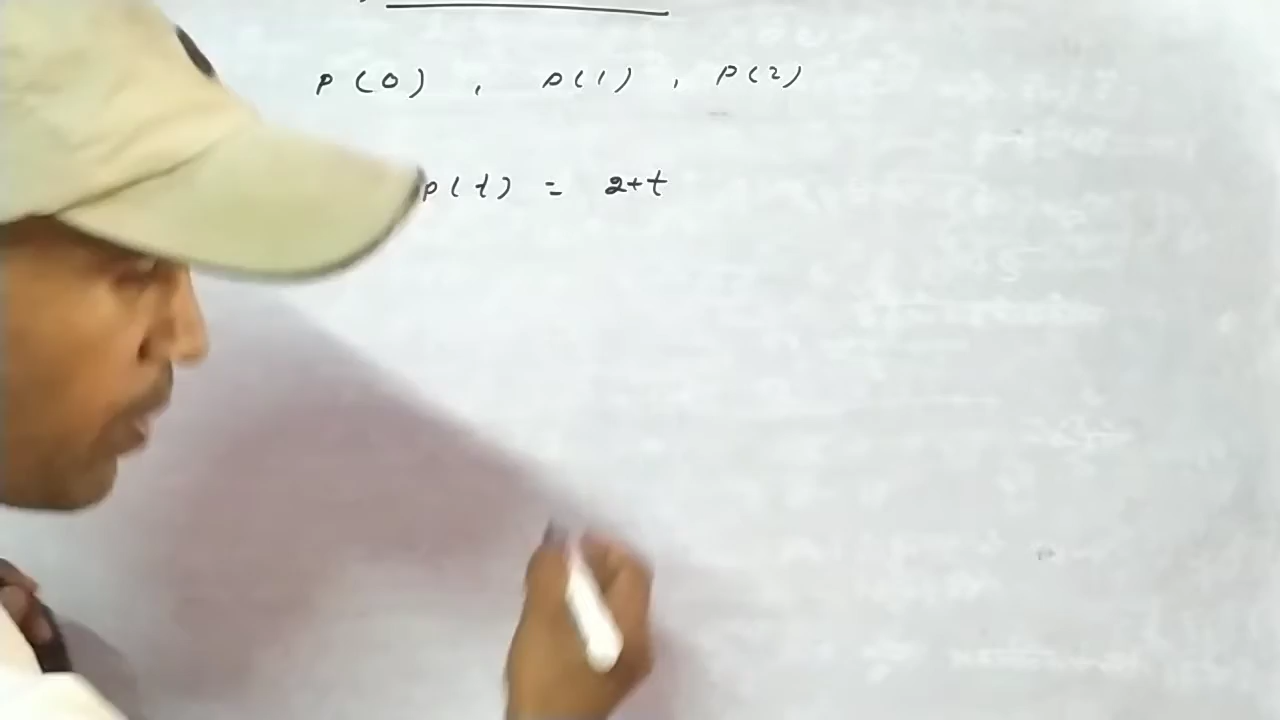 P(0) , p(1) , p(2)
p(t) = 2+t